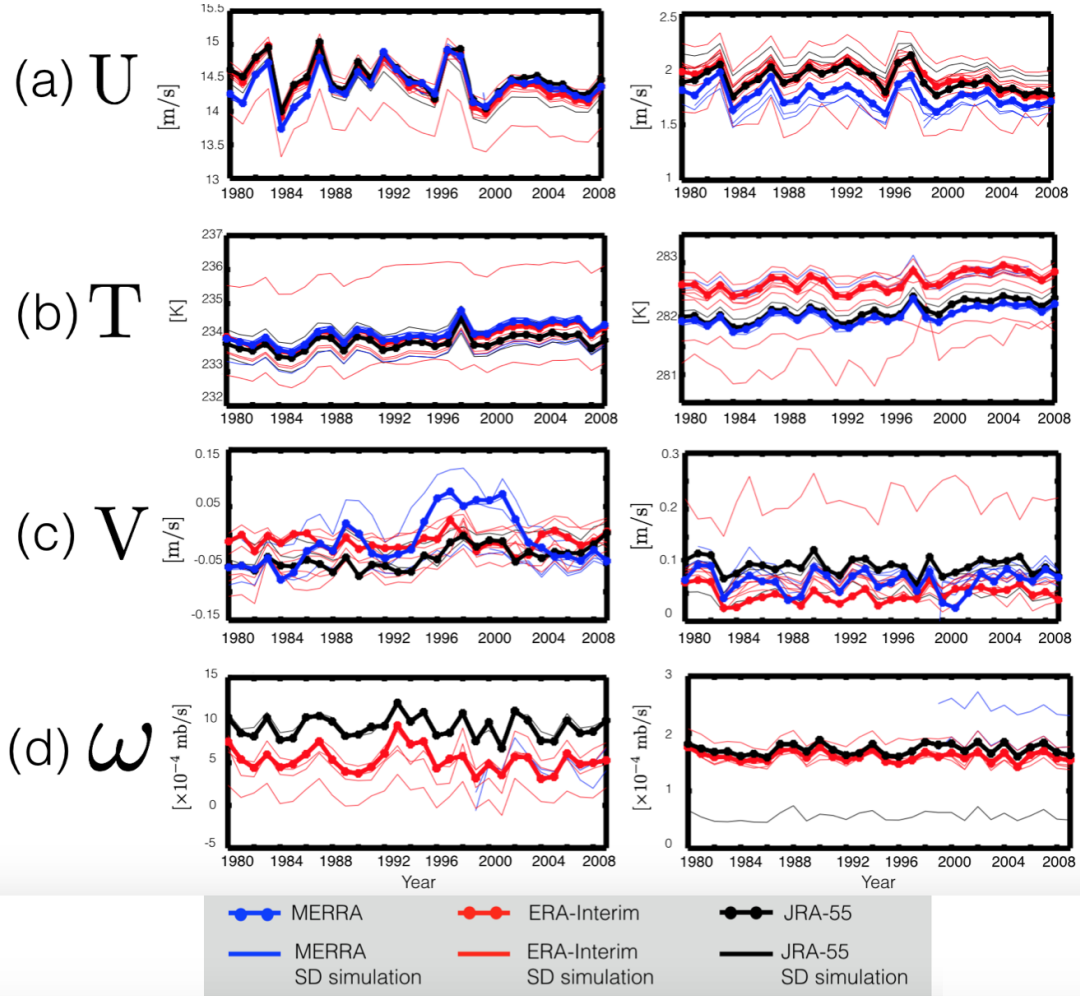 (a) U
[m/s]
15.5
15
14.5
14
13.5
13
1980 1984 1988 1992 1996 2000 2004 2008
[m/s]
2.5
2
1.5
1
1980 1984 1988 1992 1996 2000 2004 2008
(b) T
[K]
237
236
235
234
233
232
1980 1984 1988 1992 1996 2000 2004 2008
[K]
283
282
281
1980 1984 1988 1992 1996 2000 2004 2008
(c) V
[m/s]
0.15
0.05
-0.05
-0.15
1980 1984 1988 1992 1996 2000 2004 2008
[m/s]
0.3
0.2
0.1
0
1980 1984 1988 1992 1996 2000 2004 2008
(d) ω
[×10⁻⁴ mb/s]
15
10
5
0
-5
1980 1984 1988 1992 1996 2000 2004 2008
Year
[×10⁻⁴ mb/s]
3
2
1
0
1980 1984 1988 1992 1996 2000 2004 2008
Year
MERRA ERA-Interim JRA-55
MERRA ERA-Interim JRA-55
SD simulation SD simulation SD simulation